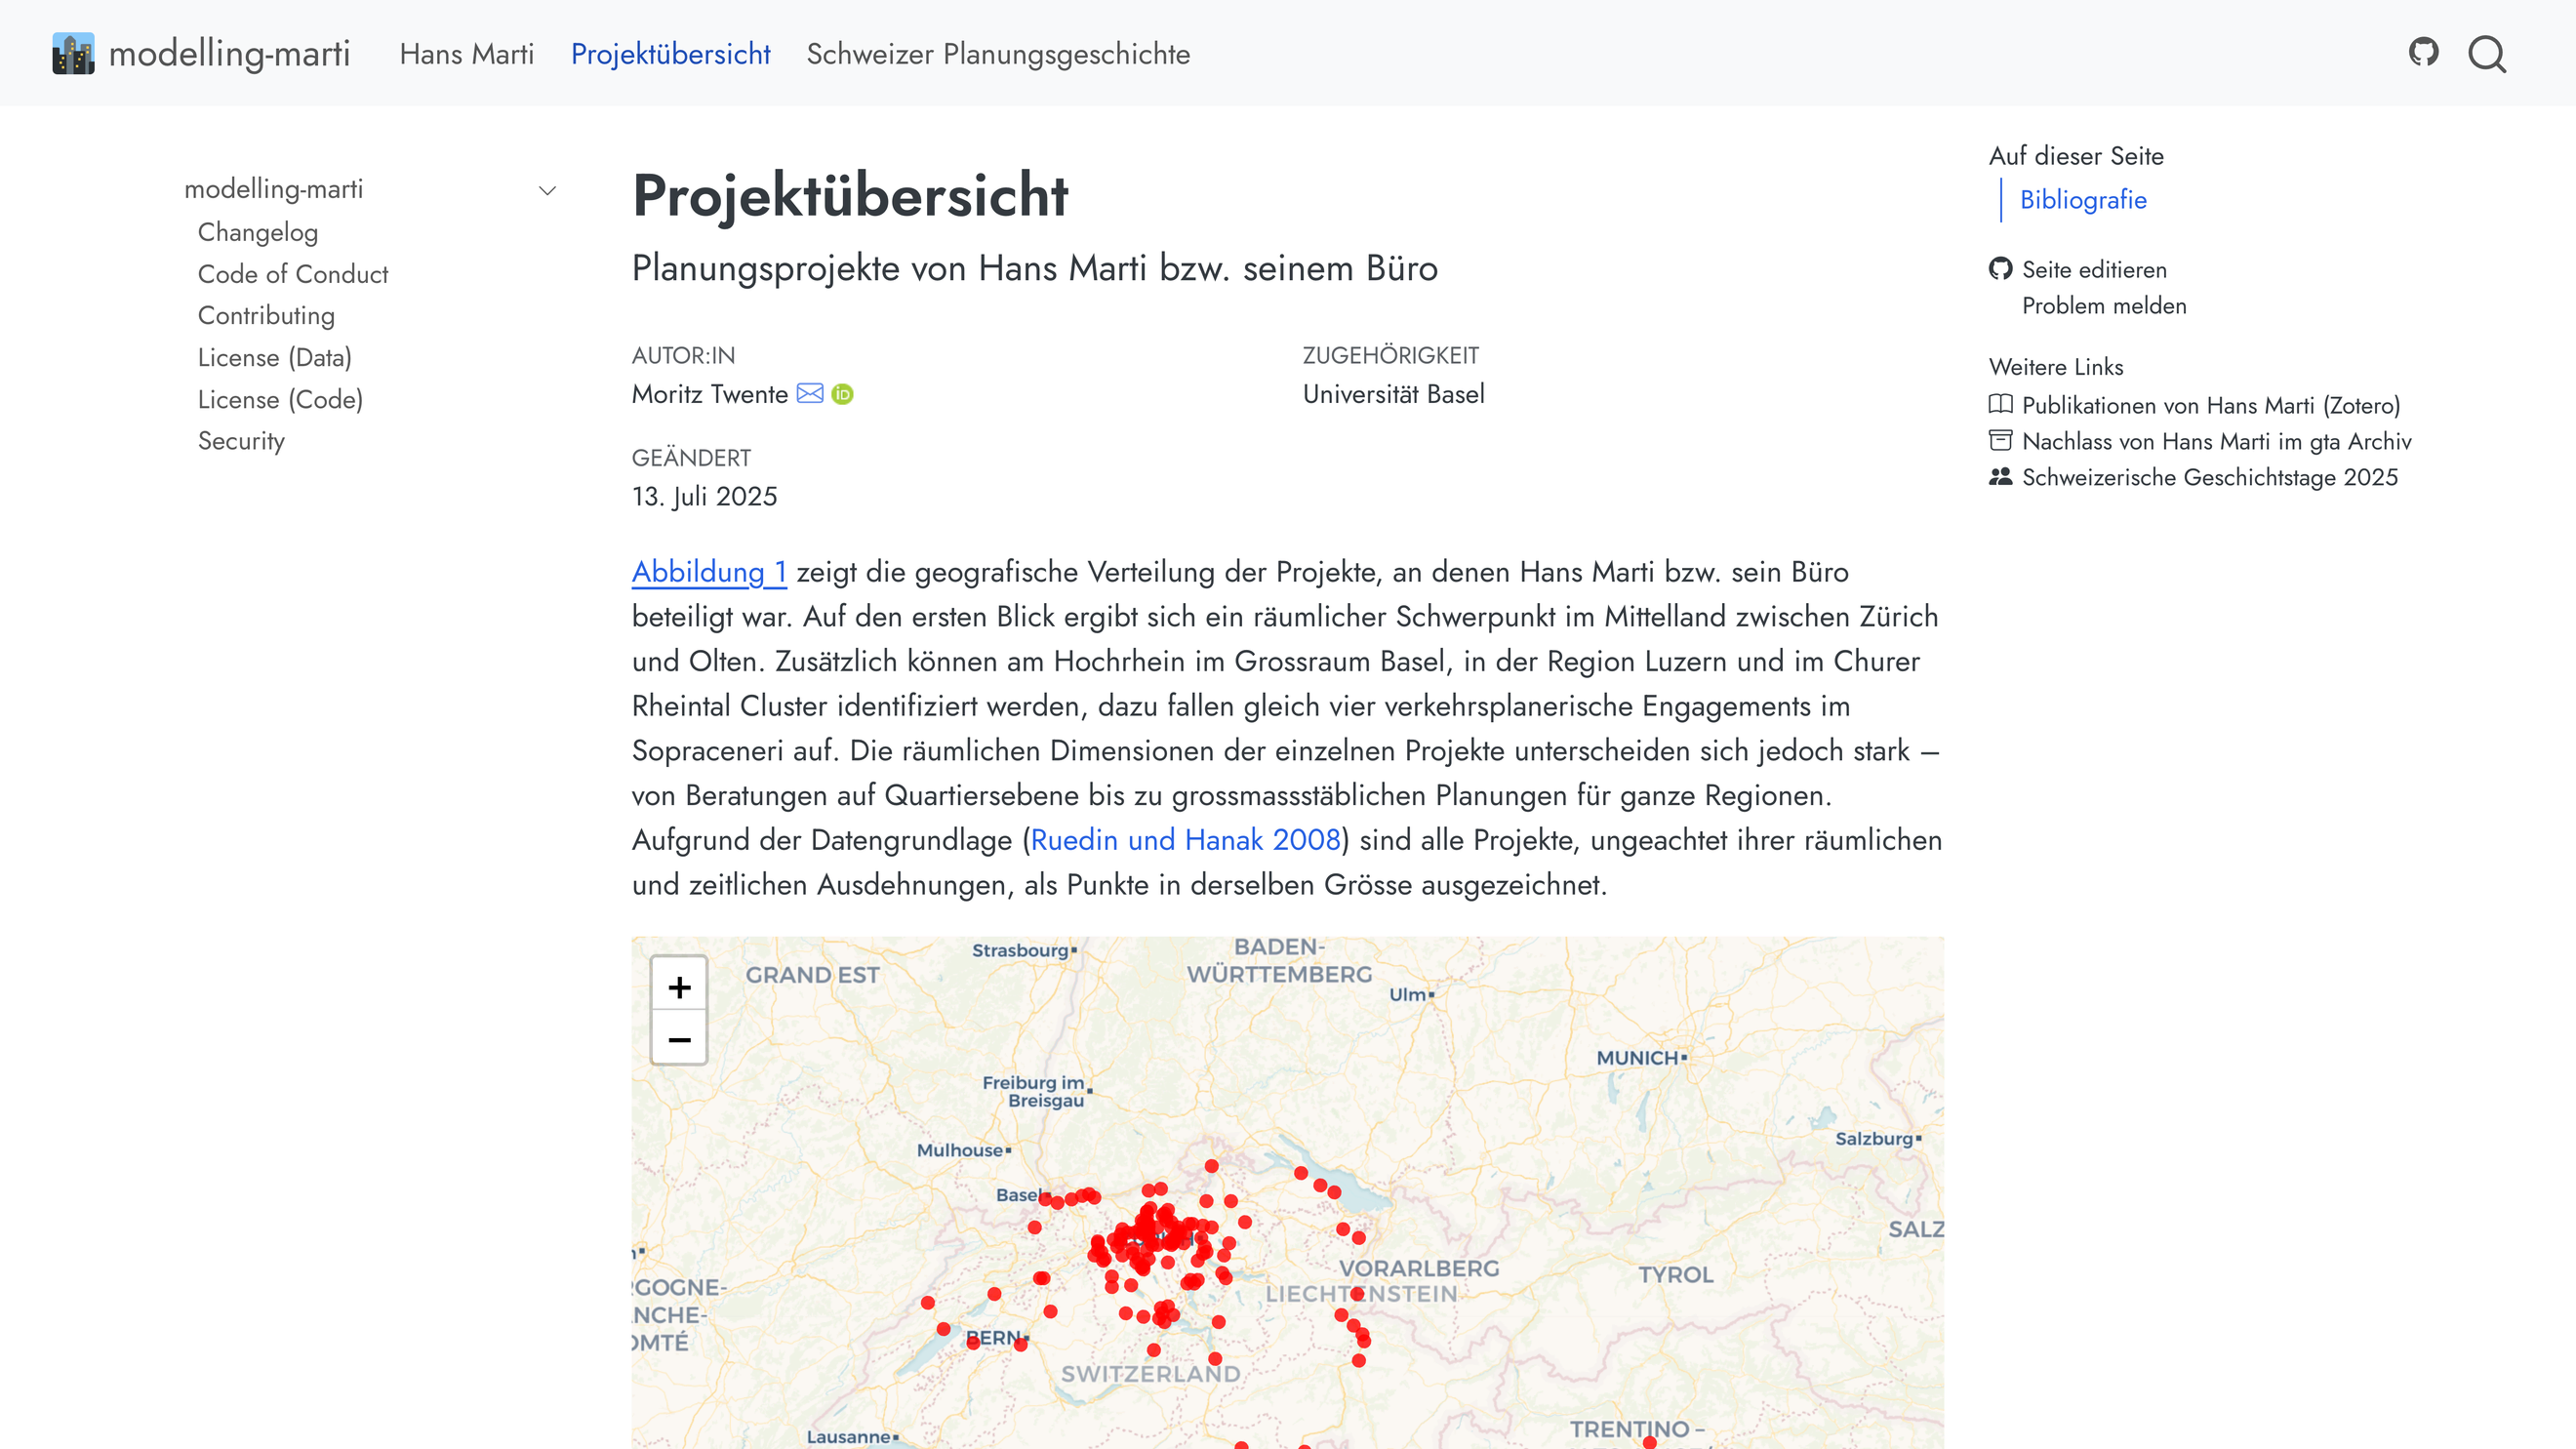 modelling-marti
Hans Marti
Projektübersicht
Schweizer Planungsgeschichte
modelling-marti
Changelog
Code of Conduct
Contributing
License (Data)
License (Code)
Security
Projektübersicht
Planungsprojekte von Hans Marti bzw. seinem Büro
AUTOR:IN
Moritz Twente
iD
ZUGEHÖRIGKEIT
Universität Basel
GEÄNDERT
13. Juli 2025
Abbildung 1 zeigt die geografische Verteilung der Projekte, an denen Hans Marti bzw. sein Büro
beteiligt war. Auf den ersten Blick ergibt sich ein räumlicher Schwerpunkt im Mittelland zwischen Zürich
und Olten. Zusätzlich können am Hochrhein im Grossraum Basel, in der Region Luzern und im Churer
Rheintal Cluster identifiziert werden, dazu fallen gleich vier verkehrsplanerische Engagements im
Sopraceneri auf. Die räumlichen Dimensionen der einzelnen Projekte unterscheiden sich jedoch stark –
von Beratungen auf Quartiersebene bis zu grossmassstäblichen Planungen für ganze Regionen.
Aufgrund der Datengrundlage (Ruedin und Hanak 2008) sind alle Projekte, ungeachtet ihrer räumlichen
und zeitlichen Ausdehnungen, als Punkte in derselben Grösse ausgezeichnet.
+
−
Strasbourg
BADEN-
WÜRTTEMBERG
GRAND EST
Ulm
MUNICH
Freiburg im
Breisgau
Salzburg
Mulhouse
Basel
SALZ
VORARLBERG
TYROL
LIECHTENSTEIN
RGOGNE-
NCHE-
OMTÉ
BERN
SWITZERLAND
TRENTINO –
Lausanne
Auf dieser Seite
Bibliografie
Seite editieren
Problem melden
Weitere Links
Publikationen von Hans Marti (Zotero)
Nachlass von Hans Marti im gta Archiv
Schweizerische Geschichtstage 2025